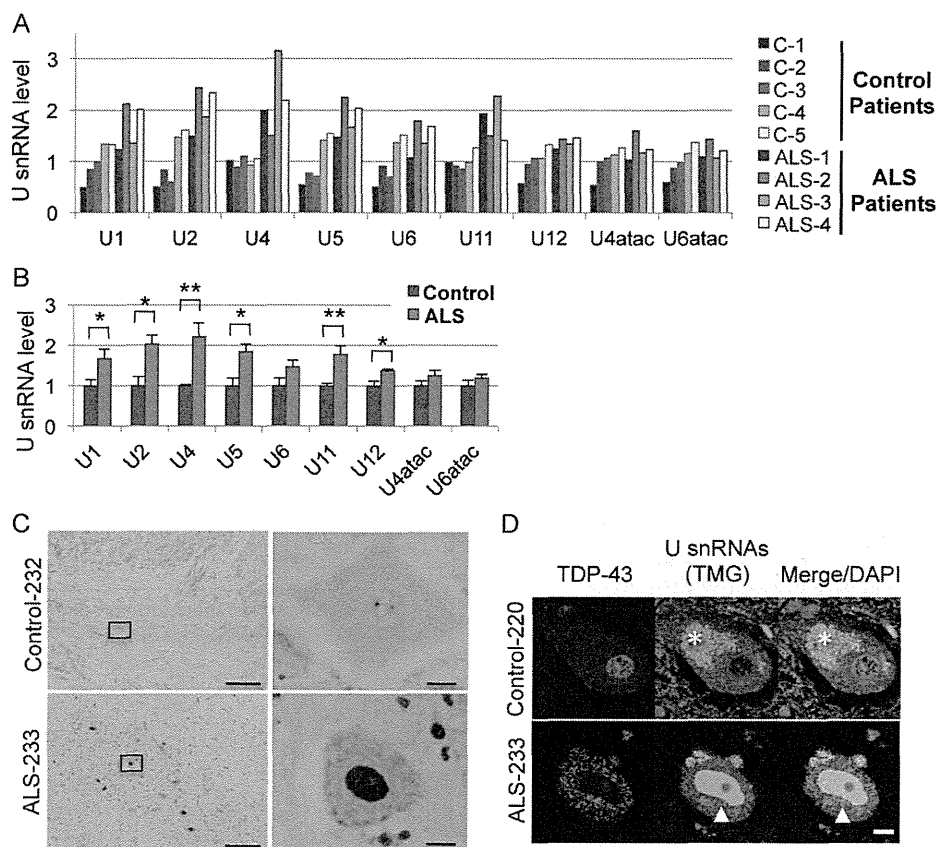 A
U snRNA level
3
2
1
0
U1 U2 U4 U5 U6 U11 U12 U4atac U6atac
C-1
C-2
C-3
C-4
C-5
Control
Patients
ALS-1
ALS-2
ALS-3
ALS-4
ALS
Patients
B
U snRNA level
3
2
1
0
* * ** * ** *
Control
ALS
U1 U2 U4 U5 U6 U11 U12 U4atac U6atac
C
Control-232
ALS-233
D
U snRNAs
TDP-43 (TMG) Merge/DAPI
Control-220
* *
ALS-233